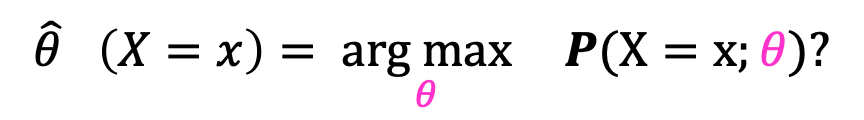 θ̂ (X = x) = arg max P(X = x; θ)?
θ